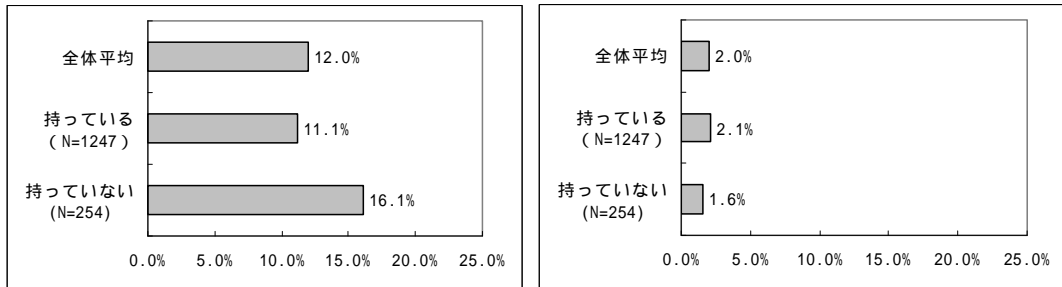 全体平均
12.0%
持っている
（N=1247）
11.1%
持っていない
(N=254)
16.1%
0.0% 5.0% 10.0% 15.0% 20.0% 25.0%
全体平均
2.0%
持っている
（N=1247）
2.1%
持っていない
(N=254)
1.6%
0.0% 5.0% 10.0% 15.0% 20.0% 25.0%